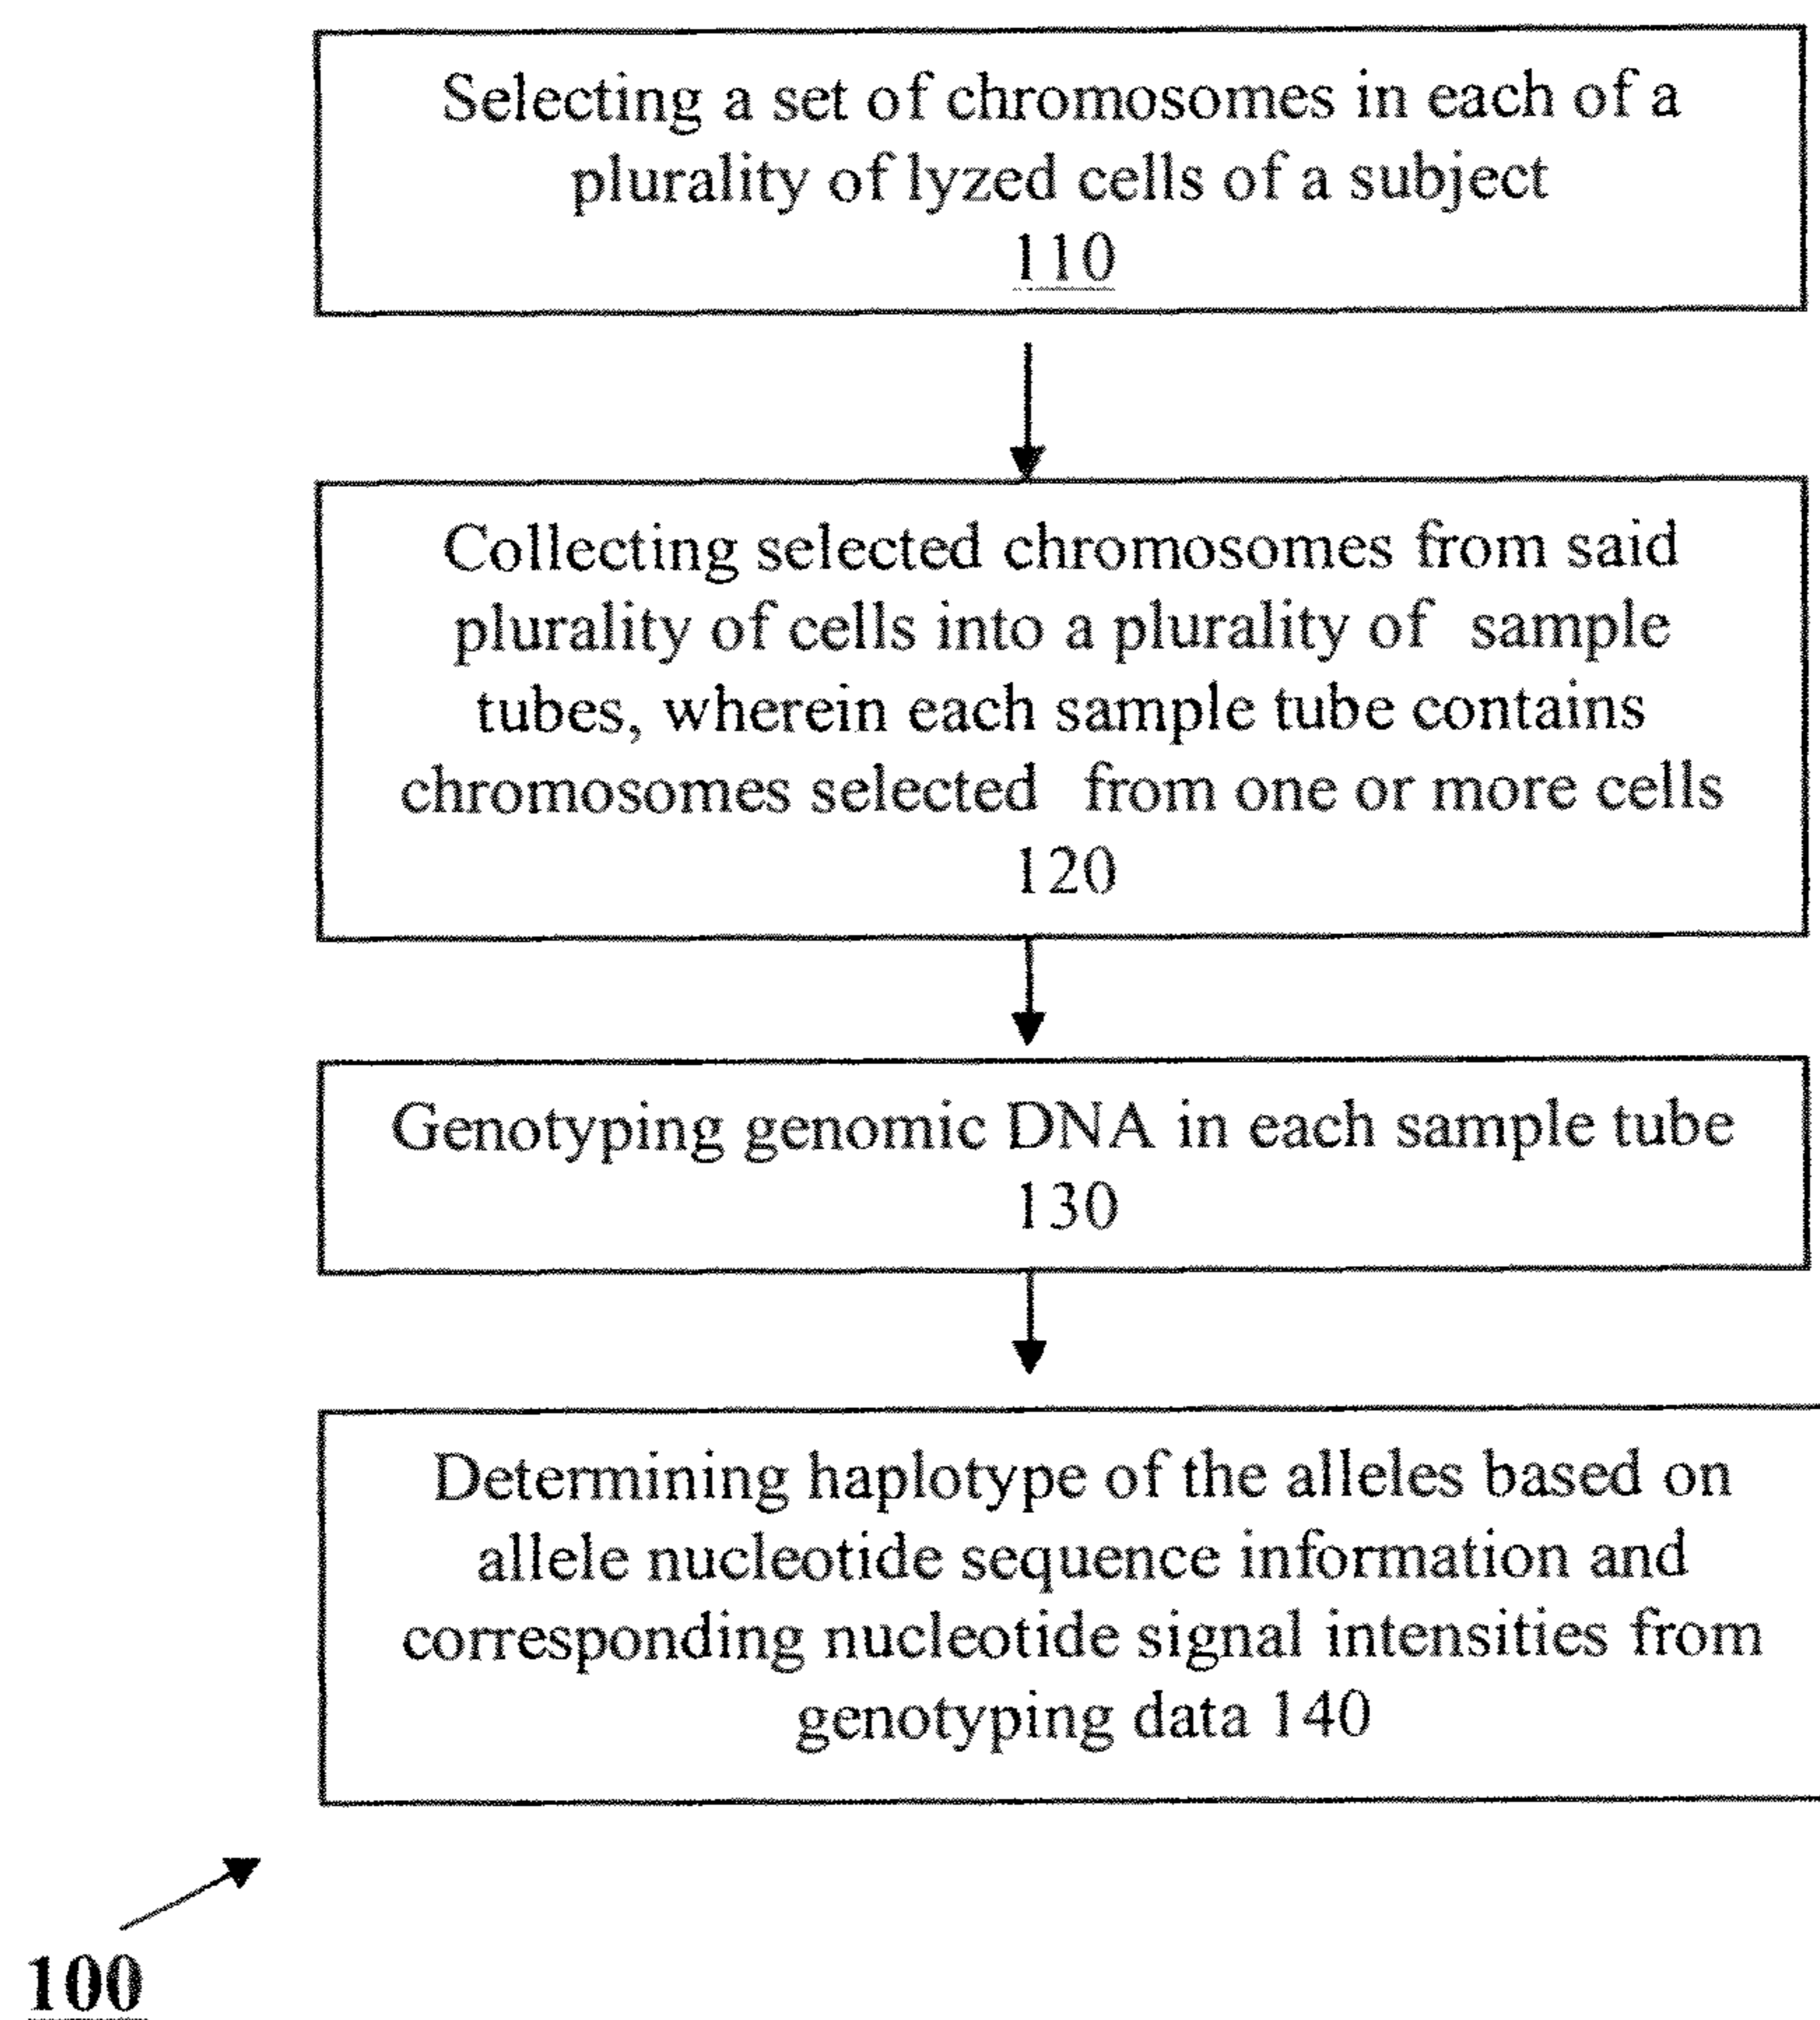 Selecting a set of chromosomes in each of a
plurality of lyzed cells of a subject
110
Collecting selected chromosomes from said
plurality of cells into a plurality of sample
tubes, wherein each sample tube contains
chromosomes selected from one or more cells
120
Genotyping genomic DNA in each sample tube
130
Determining haplotype of the alleles based on
allele nucleotide sequence information and
corresponding nucleotide signal intensities from
genotyping data 140
100